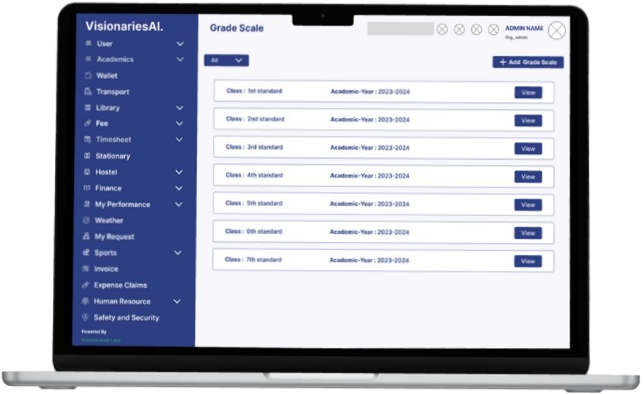 VisionariesAI.
Grade Scale
ADMIN NAME
Org_admin
User
Academics
Wallet
Transport
Library
Fee
Timesheet
Stationary
Hostel
Finance
My Performance
Weather
My Request
Sports
Invoice
Expense Claims
Human Resource
Safety and Security
Powered By
All
+ Add Grade Scale
Class : 1st standard Academic-Year : 2023-2024 View
Class : 2nd standard Academic-Year : 2023-2024 View
Class : 3rd standard Academic-Year : 2023-2024 View
Class : 4th standard Academic-Year : 2023-2024 View
Class : 5th standard Academic-Year : 2023-2024 View
Class : 6th standard Academic-Year : 2023-2024 View
Class : 7th standard Academic-Year : 2023-2024 View